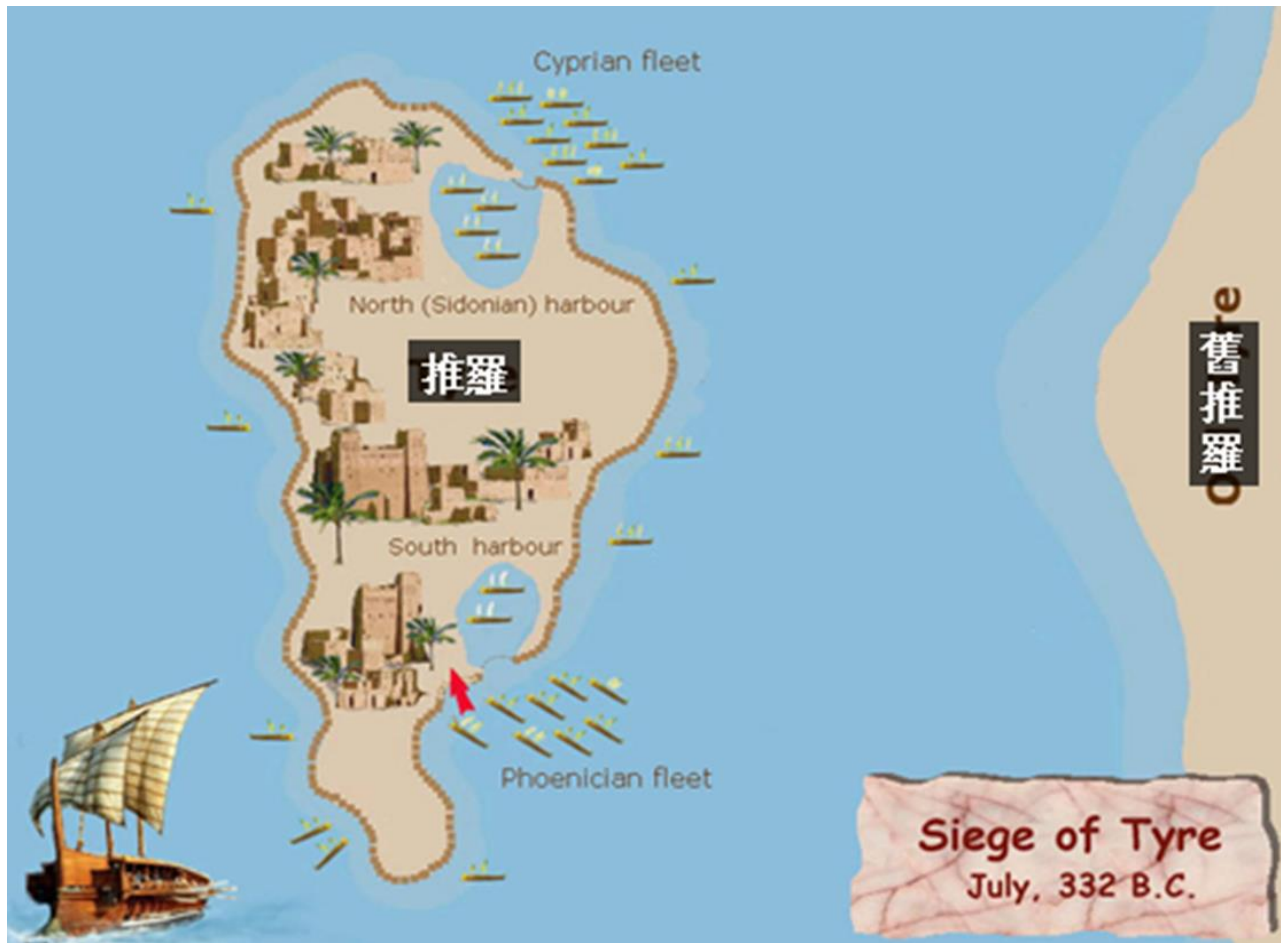 Cyprian fleet
North (Sidonian) harbour
推羅
舊推羅
South harbour
Phoenician fleet
Siege of Tyre
July, 332 B.C.